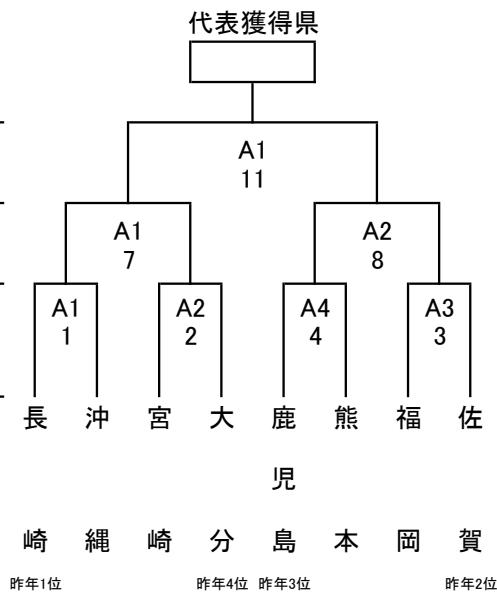 代表獲得県
A1
11
A1
7
A2
8
A1
1
A2
2
A4
4
A3
3
長崎
沖縄
宮崎
大分
鹿児島
熊本
福岡
佐賀
昨年1位
昨年4位
昨年3位
昨年2位